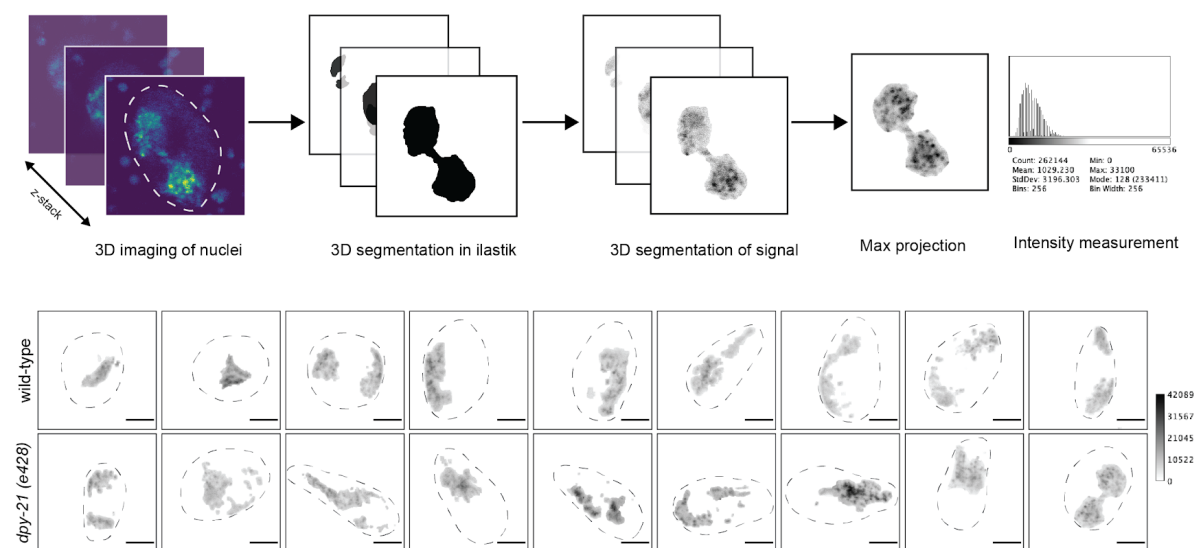 z-stack
3D imaging of nuclei
3D segmentation in ilastik
3D segmentation of signal
Max projection
Intensity measurement
0
65536
Count: 262144 Min: 0
Mean: 1029.230 Max: 33100
StdDev: 3196.303 Mode: 128 (233411)
Bins: 256 Bin Width: 256
wild-type
dpy-21 (e428)
42089
31567
21045
10522
0